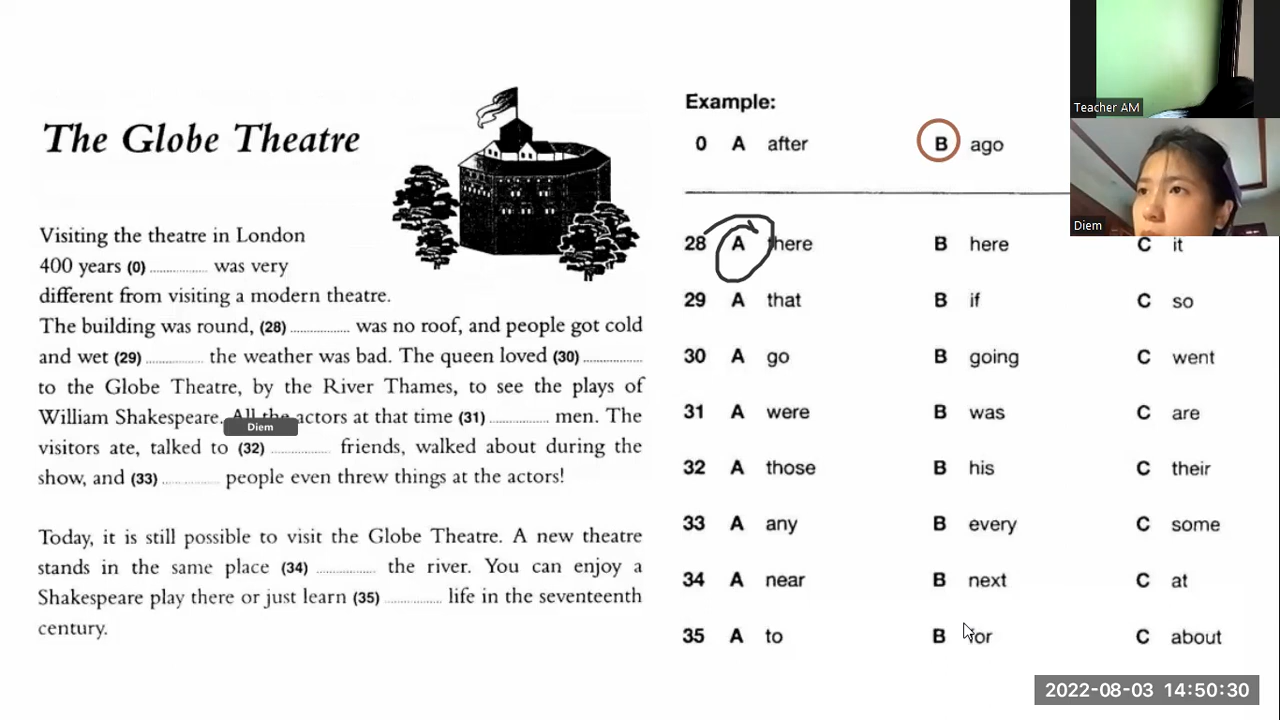 The Globe Theatre
Visiting the theatre in London
400 years (0) .............. was very
different from visiting a modern theatre.
The building was round, (28) .............. was no roof, and people got cold
and wet (29) .............. the weather was bad. The queen loved (30) ..............
to the Globe Theatre, by the River Thames, to see the plays of
William Shakespeare. All the actors at that time (31) .............. men. The
Diem
visitors ate, talked to (32) .............. friends, walked about during the
show, and (33) .............. people even threw things at the actors!
Today, it is still possible to visit the Globe Theatre. A new theatre
stands in the same place (34) .............. the river. You can enjoy a
Shakespeare play there or just learn (35) .............. life in the seventeenth
century.
Example:
0 A after B ago
28 A there B here C it
29 A that B if C so
30 A go B going C went
31 A were B was C are
32 A those B his C their
33 A any B every C some
34 A near B next C at
35 A to B for C about
Teacher AM
Diem
2022-08-03 14:50:30